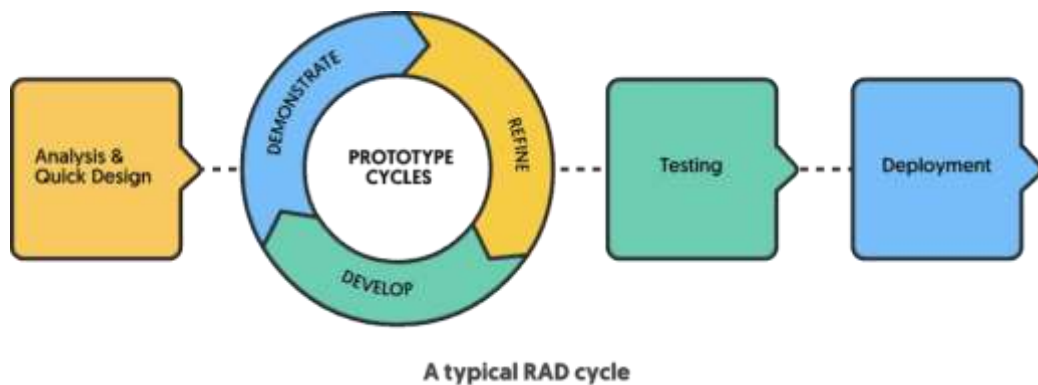 Analysis &
Quick Design
DEMONSTRATE
REFINE
DEVELOP
PROTOTYPE
CYCLES
Testing
Deployment
A typical RAD cycle